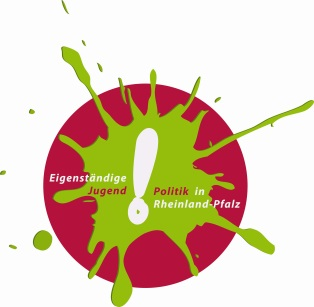 Eigenständige
Jugend Politik in
Rheinland-Pfalz